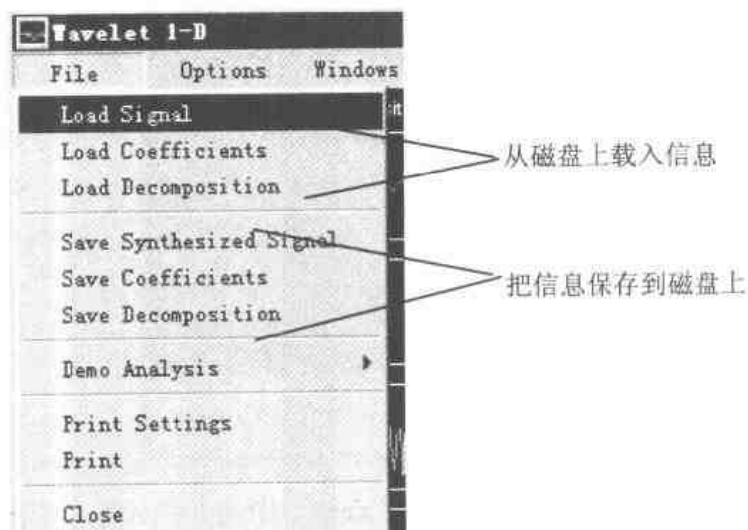 Wavelet 1-D
File Options Windows
Load Signal
Load Coefficients
Load Decomposition
从磁盘上载入信息
Save Synthesized Signal
Save Coefficients
Save Decomposition
把信息保存到磁盘上
Demo Analysis
Print Settings
Print
Close